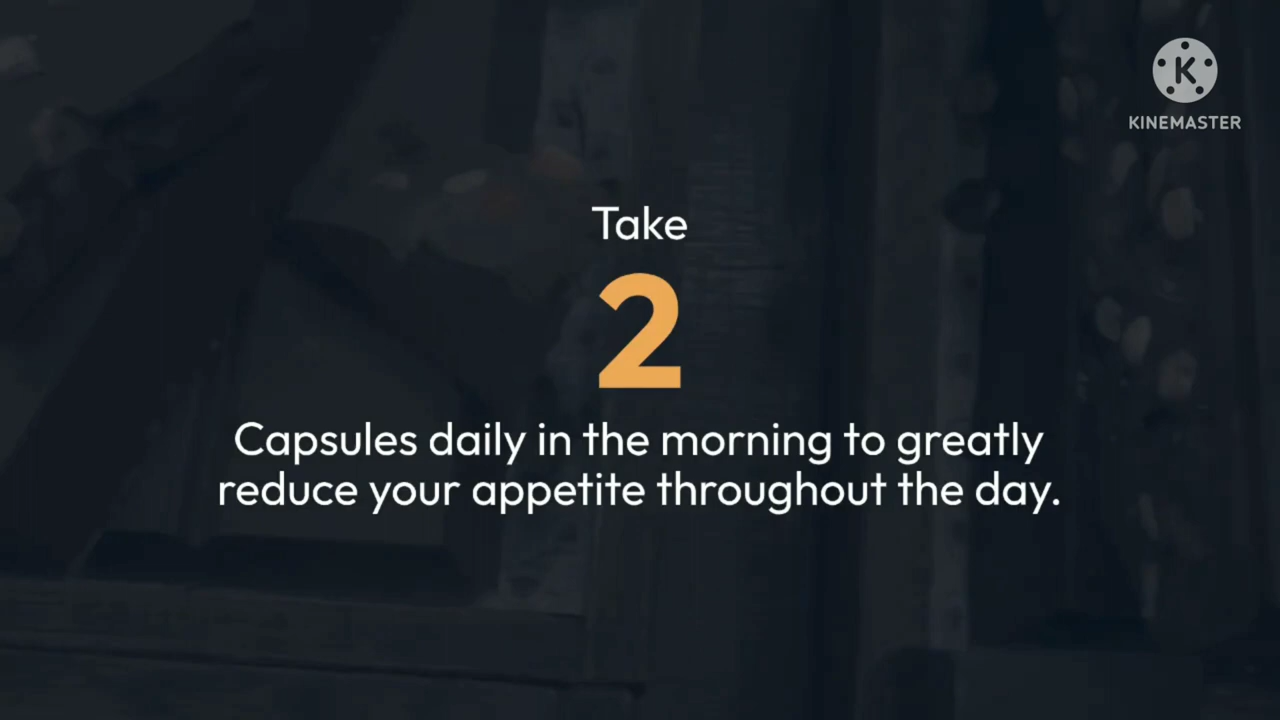 KINEMASTER
Take
2
Capsules daily in the morning to greatly
reduce your appetite throughout the day.